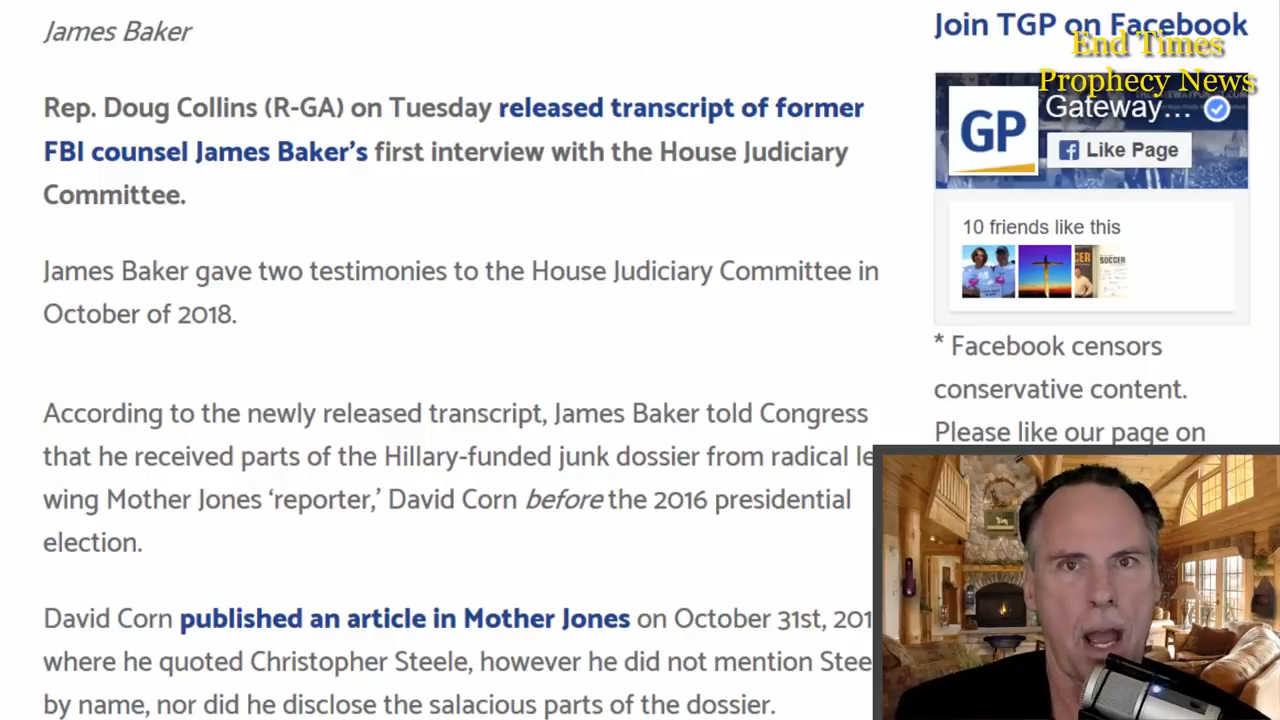 James Baker
Rep. Doug Collins (R-GA) on Tuesday released transcript of former
FBI counsel James Baker's first interview with the House Judiciary
Committee.
James Baker gave two testimonies to the House Judiciary Committee in
October of 2018.
According to the newly released transcript, James Baker told Congress
that he received parts of the Hillary-funded junk dossier from radical le
wing Mother Jones ‘reporter,’ David Corn before the 2016 presidential
election.
David Corn published an article in Mother Jones on October 31st, 201
where he quoted Christopher Steele, however he did not mention Stee
by name, nor did he disclose the salacious parts of the dossier.
Join TGP on Facebook
End Times
Prophecy News
GP
Gateway...
Like Page
10 friends like this
SOCCER
* Facebook censors
conservative content.
Please like our page on